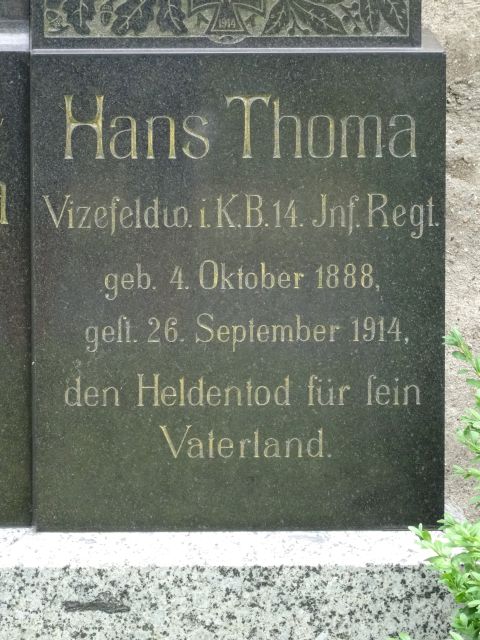 1914
Hans Thoma
Vizefeldw. i. K. B. 14. Jnf. Regt.
geb. 4. Oktober 1888,
geſt. 26. September 1914,
den Heldentod für ſein
Vaterland.